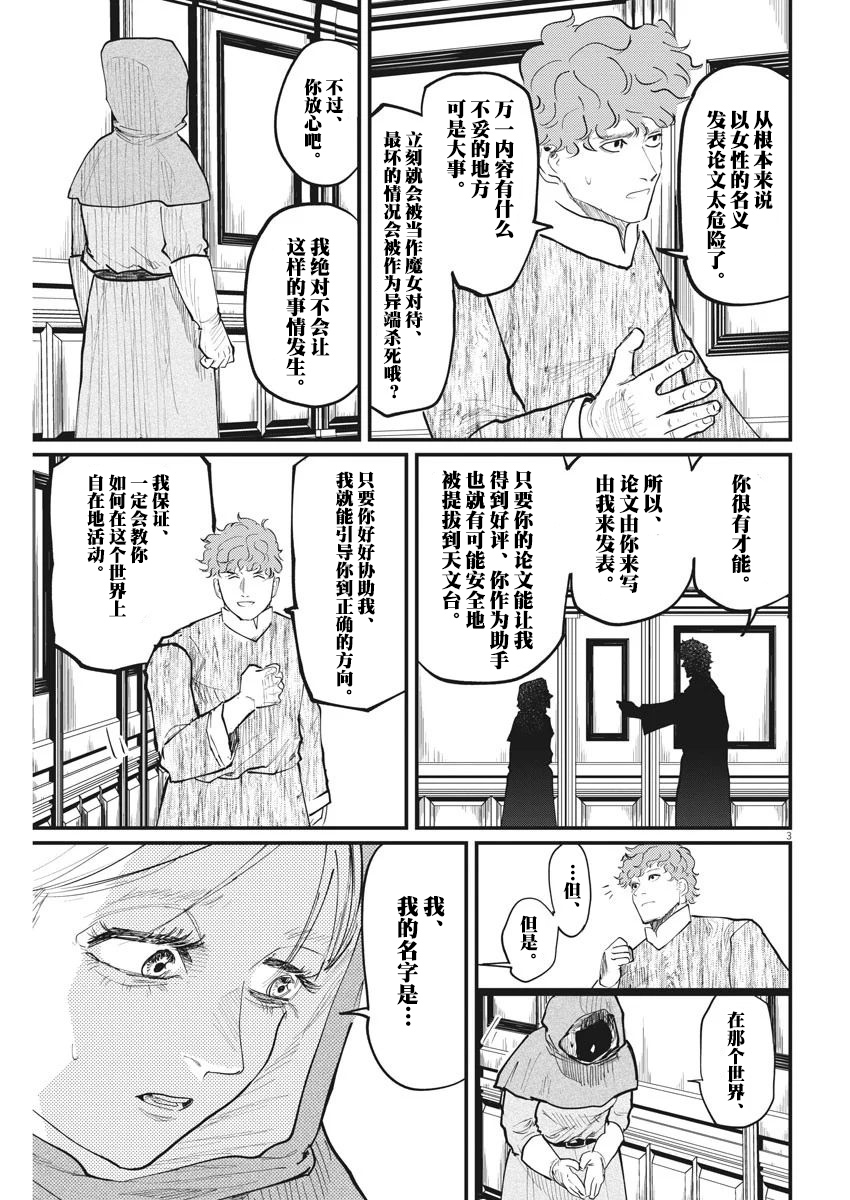 从根本来说
以女性的名义
发表论文太危险了。
万一内容有什么
不妥的地方
可是大事。
立刻就会被当作魔女对待、
最坏的情况会被作为异端杀死哦？
不过、
你放心吧。
我绝对不会让
这样的事情发生。
你很有才能。
所以、
论文由你来写
由我来发表。
只要你的论文能让我
得到好评、你作为助手
也就有可能安全地
被提拔到天文台。
只要你好好协助我、
我就能引导你到正确的方向。
我保证、
一定会教你
如何在这个世界上
自在地活动。
3
…但、
但是。
在那个世界、
我、
我的名字是…